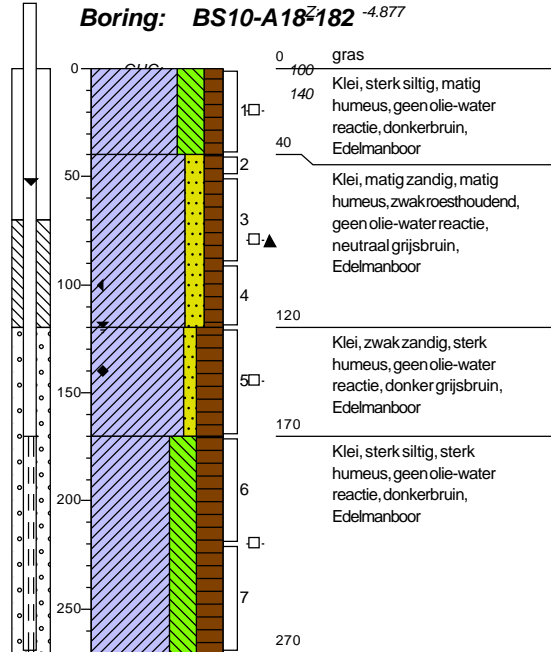 Boring: BS10-A18-182 Z: -4.877
0 gras
100
140
0
Klei, sterk siltig, matig
humeus, geen olie-water
reactie, donkerbruin,
Edelmanboor
1
40
2
50
Klei, matig zandig, matig
humeus, zwak roesthoudend,
geen olie-water reactie,
neutraal grijsbruin,
Edelmanboor
3
4
100
120
Klei, zwak zandig, sterk
humeus, geen olie-water
reactie, donker grijsbruin,
Edelmanboor
5
150
170
Klei, sterk siltig, sterk
humeus, geen olie-water
reactie, donkerbruin,
Edelmanboor
6
200
7
250
270